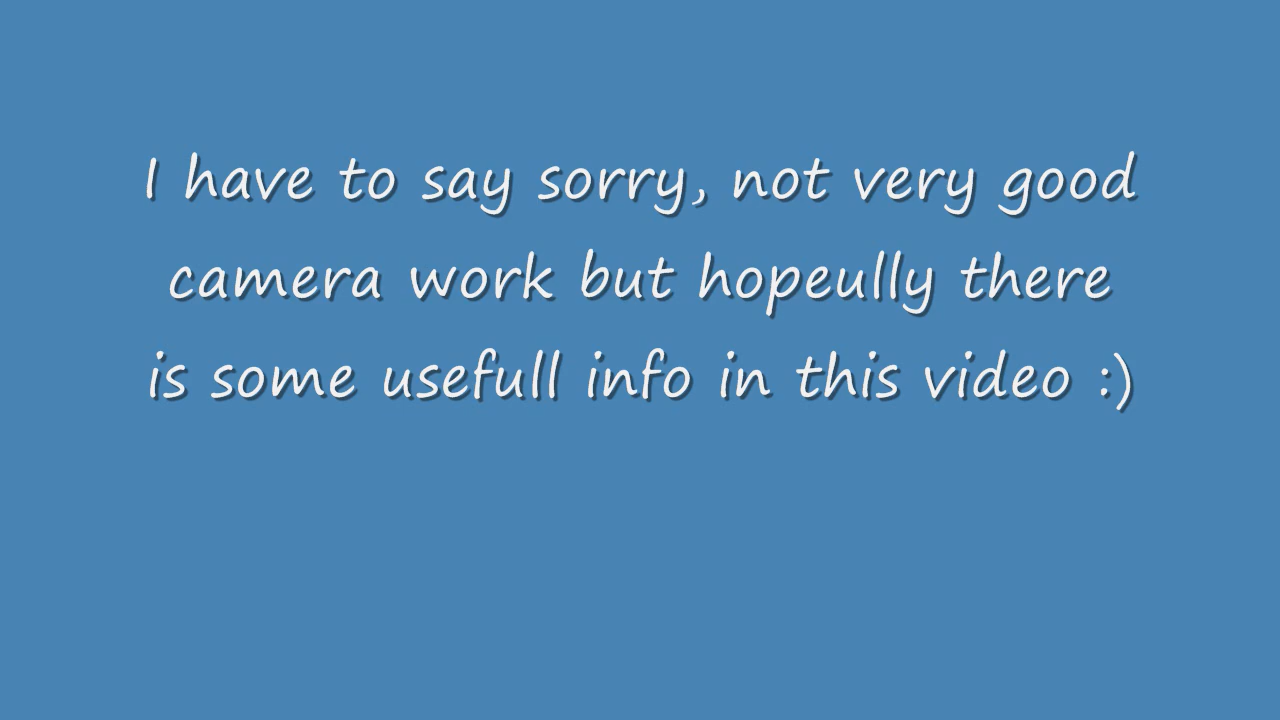 I have to say sorry, not very good
camera work but hopeully there
is some usefull info in this video :)